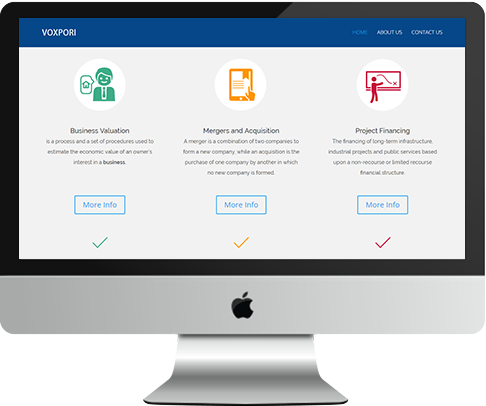 VOXPORI HOME ABOUT US CONTACT US
Business Valuation
is a process and a set of procedures used to
estimate the economic value of an owner's
interest in a business.
More Info
Mergers and Acquisition
A merger is a combination of two companies to
form a new company, while an acquisition is the
purchase of one company by another in which
no new company is formed.
More Info
Project Financing
The financing of long-term infrastructure,
industrial projects and public services based
upon a non-recourse or limited recourse
financial structure.
More Info